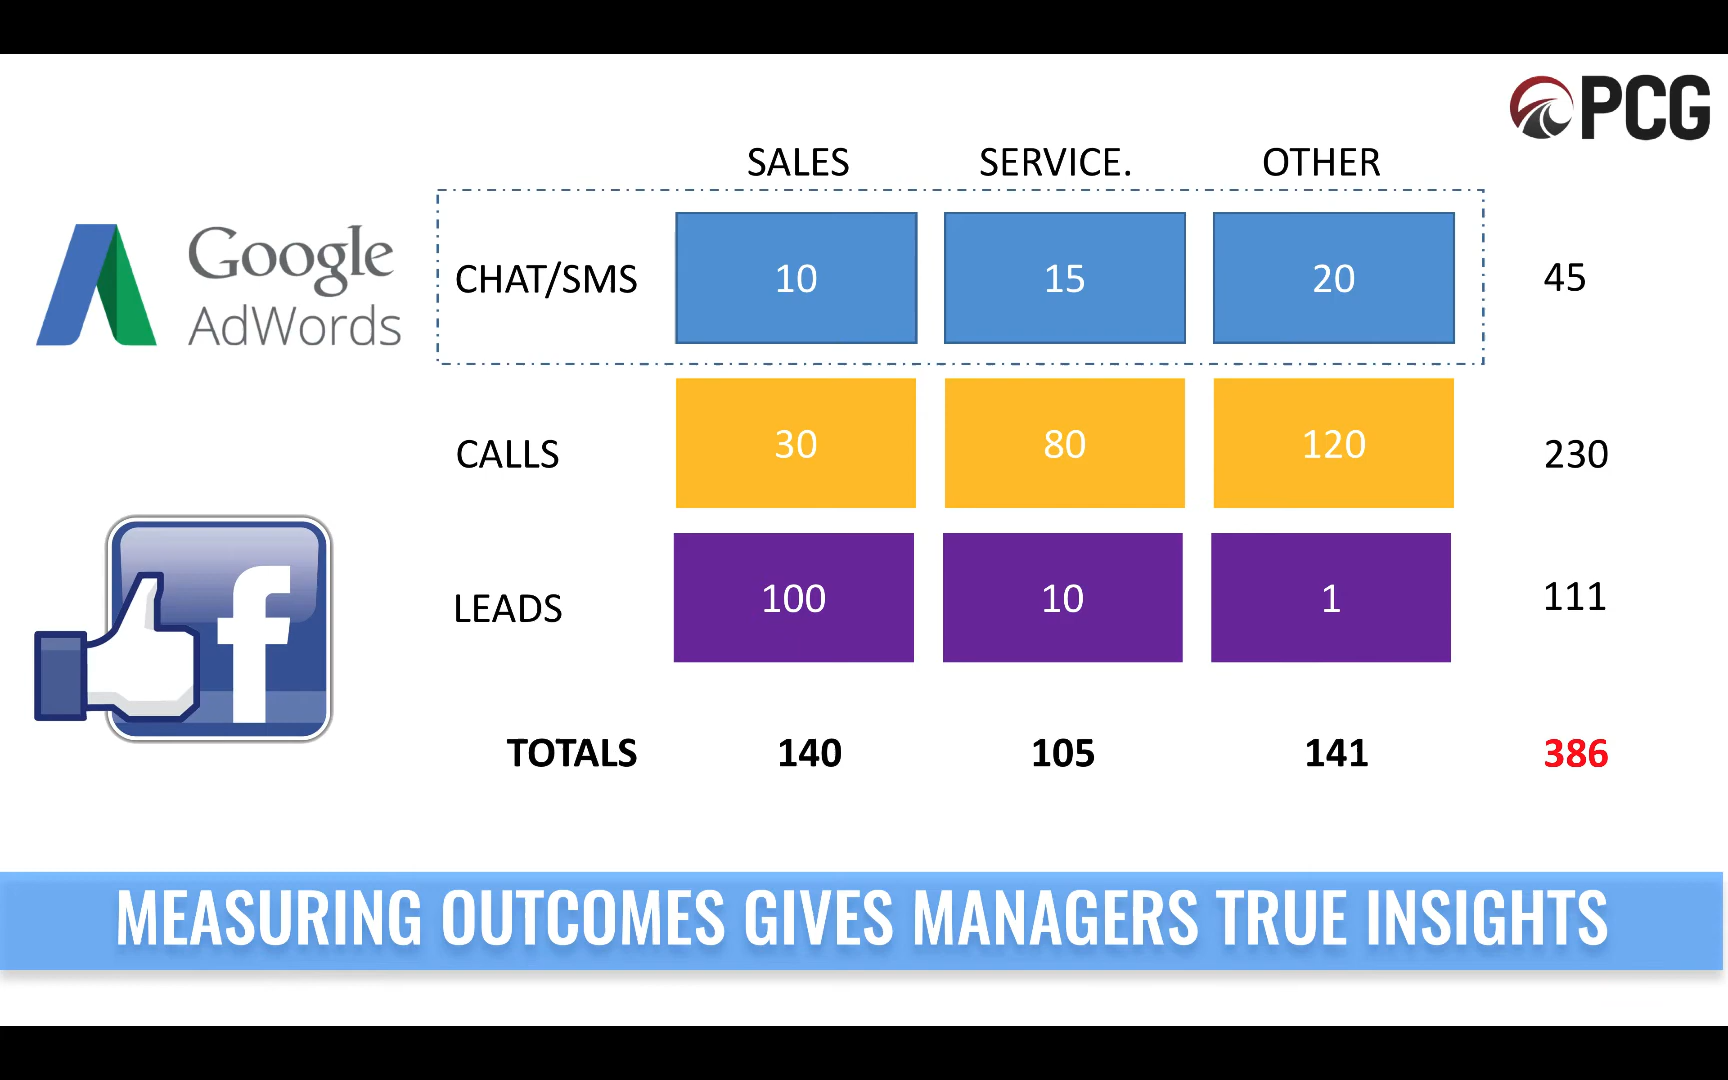 PCG
SALES SERVICE. OTHER
Google
AdWords
CHAT/SMS 10 15 20 45
CALLS 30 80 120 230
LEADS 100 10 1 111
f
TOTALS 140 105 141 386
MEASURING OUTCOMES GIVES MANAGERS TRUE INSIGHTS